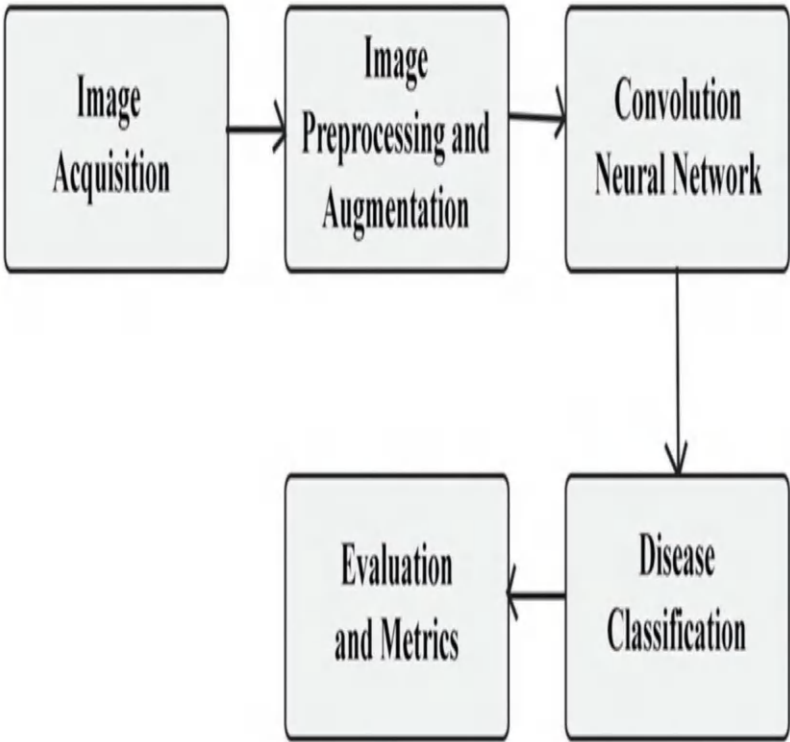 Image
Acquisition
Image
Preprocessing and
Augmentation
Convolution
Neural Network
Disease
Classification
Evaluation
and Metrics